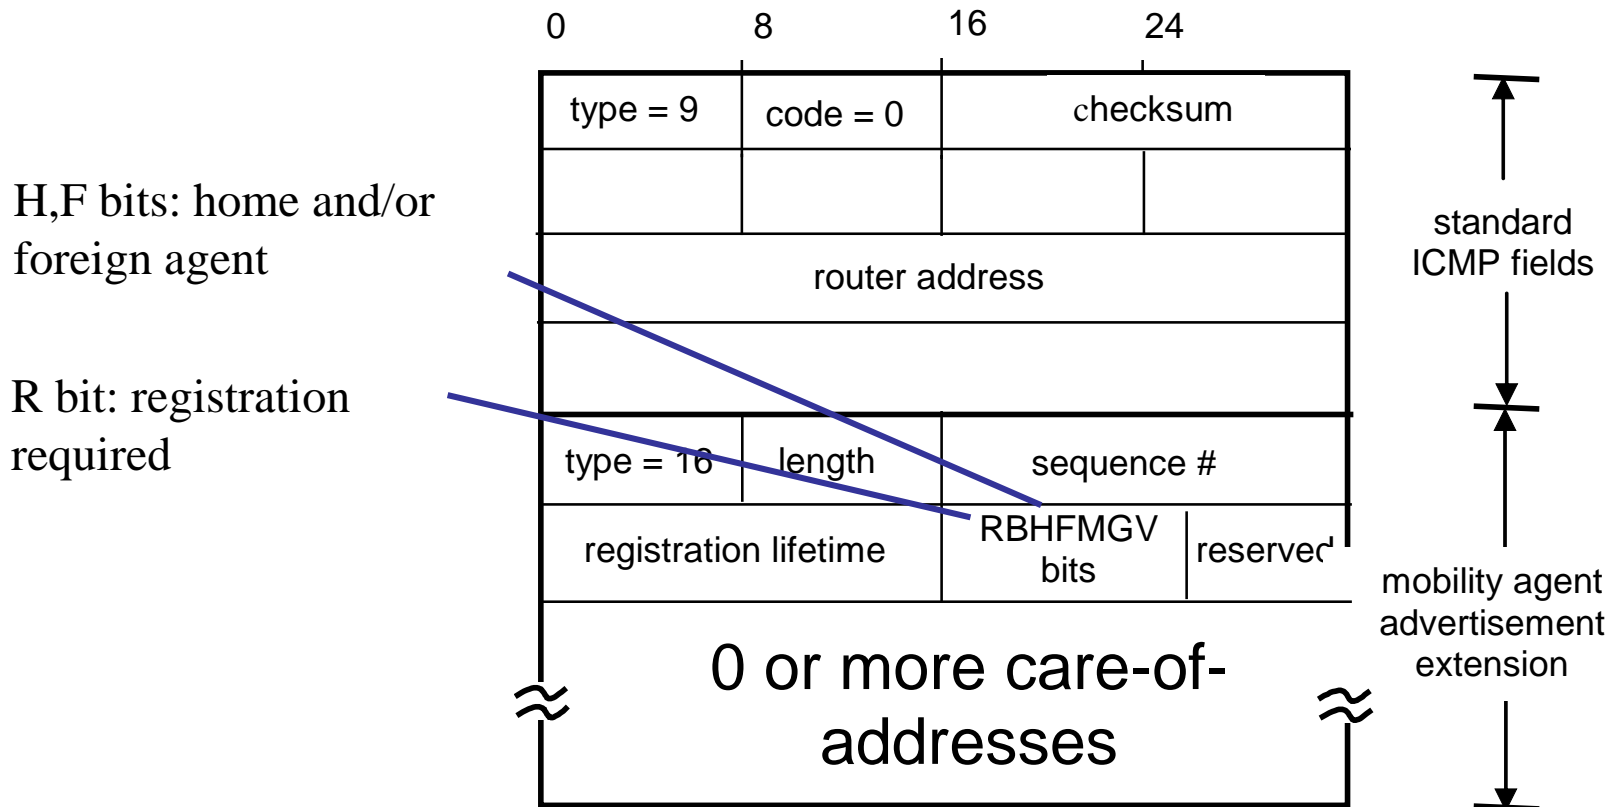 0 8 16 24
type = 9 code = 0 checksum
H,F bits: home and/or
foreign agent
standard
ICMP fields
router address
R bit: registration
required
type = 16 length sequence #
registration lifetime RBHFMGV
bits
reserved
mobility agent
advertisement
extension
0 or more care-of-
addresses